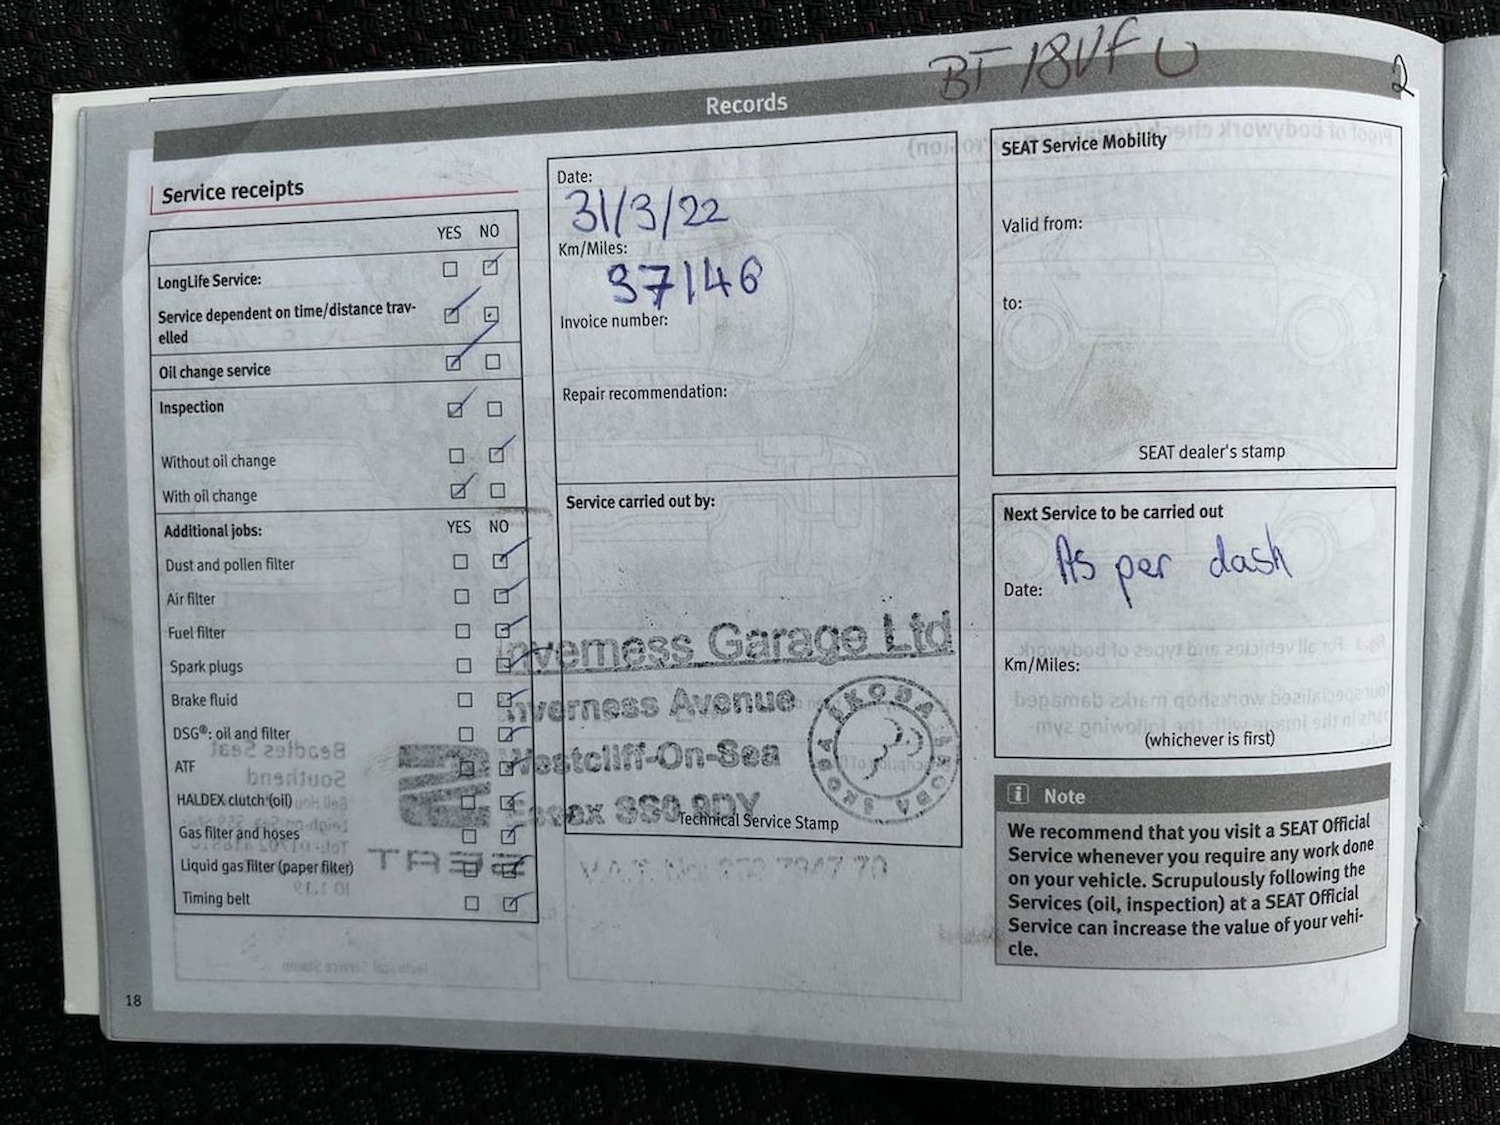 BT18VFU
2
Records
Service receipts
YES NO
LongLife Service:
Service dependent on time/distance trav-
elled
Oil change service
Inspection
Without oil change
With oil change
Additional jobs: YES NO
Dust and pollen filter
Air filter
Fuel filter
Spark plugs
Brake fluid
DSG®: oil and filter
ATF
HALDEX clutch (oil)
Gas filter and hoses
Liquid gas filter (paper filter)
Timing belt
18
Date:
31/3/22
Km/Miles:
37146
Invoice number:
Repair recommendation:
Service carried out by:
Inverness Garage Ltd
Inverness Avenue
Westcliff-On-Sea
Essex SS0 9DY
SKODA
Technical Service Stamp
SEAT Service Mobility
Valid from:
to:
SEAT dealer's stamp
Next Service to be carried out
As per dash
Date:
Km/Miles:
(whichever is first)
Note
We recommend that you visit a SEAT Official
Service whenever you require any work done
on your vehicle. Scrupulously following the
Services (oil, inspection) at a SEAT Official
Service can increase the value of your vehi-
cle.